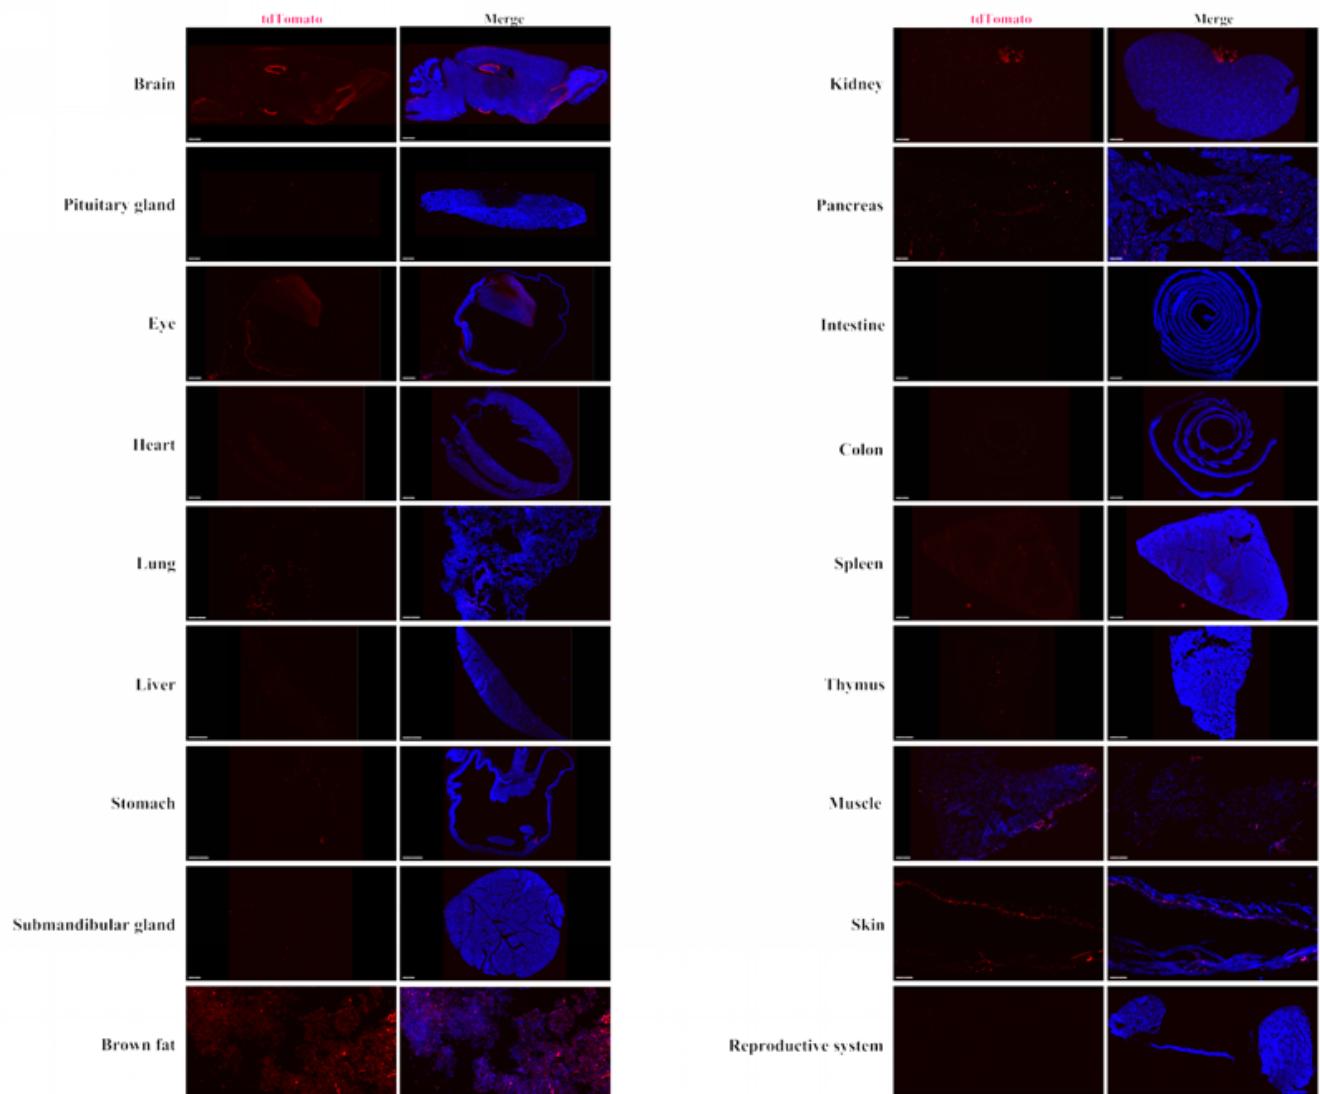 tdTomato Merge
Brain
Pituitary gland
Eye
Heart
Lung
Liver
Stomach
Submandibular gland
Brown fat
tdTomato Merge
Kidney
Pancreas
Intestine
Colon
Spleen
Thymus
Muscle
Skin
Reproductive system